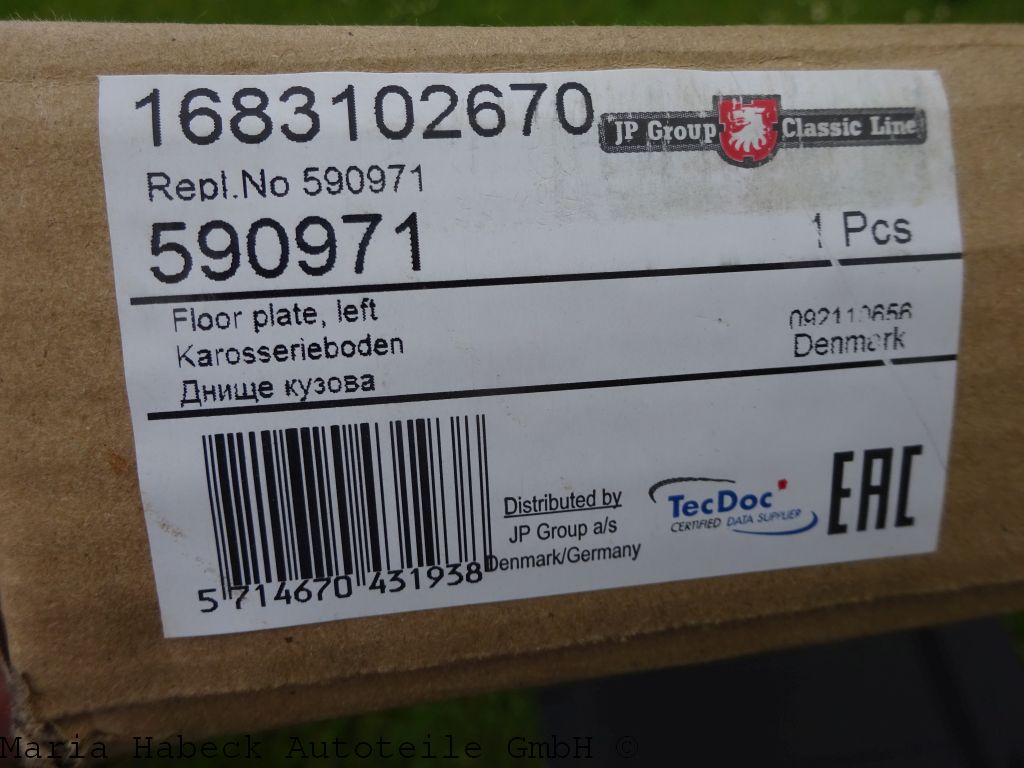 1683102670
JP Group Classic Line
Repl.No 590971
590971
1 Pcs
Floor plate, left
Karosserieboden
Днище кузова
Denmark
5 714670 431938
Distributed by
JP Group a/s
Denmark/Germany
TecDoc
CERTIFIED DATA SUPPLIER
EAC
Maria Habeck Autoteile GmbH ©